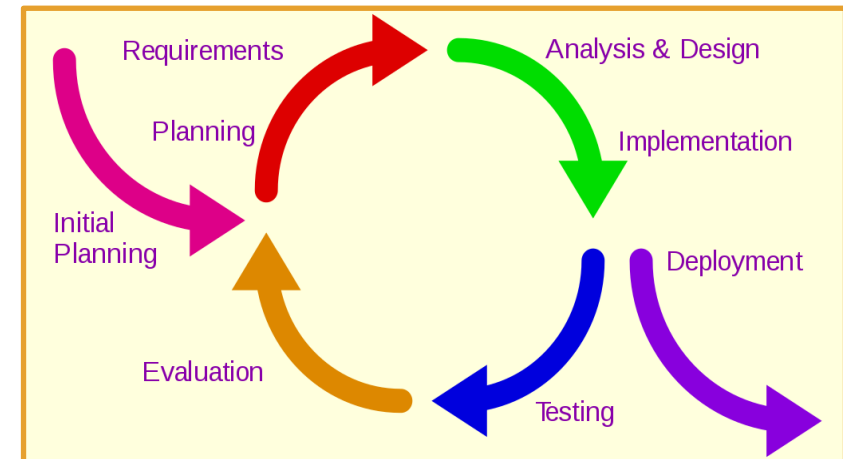 Requirements
Analysis & Design
Planning
Implementation
Initial
Planning
Deployment
Evaluation
Testing